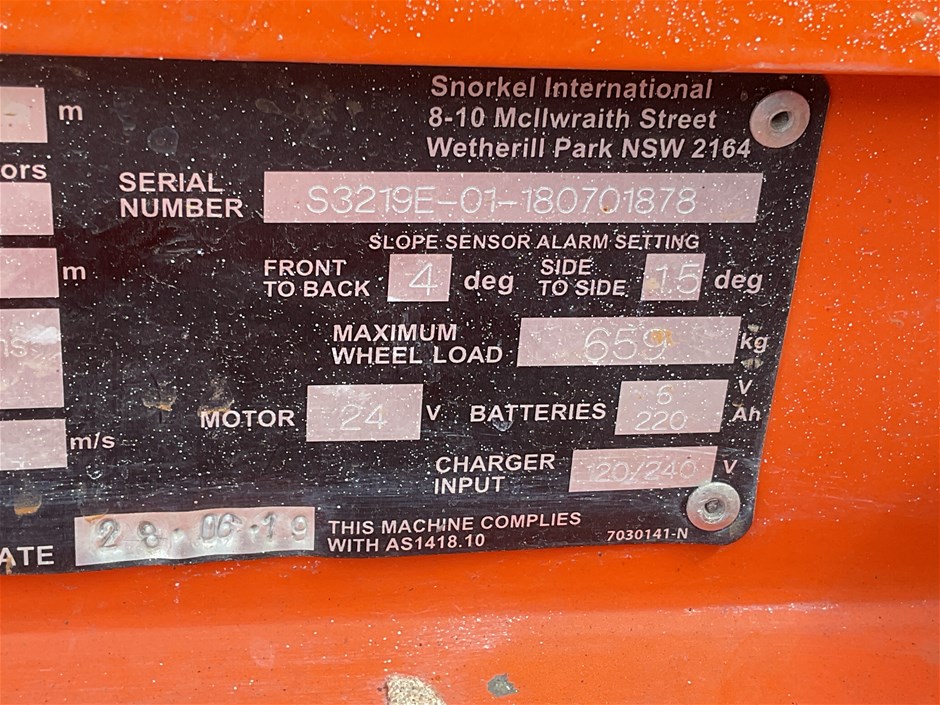 Snorkel International
8-10 McIlwraith Street
Wetherill Park NSW 2164
m
ors
SERIAL NUMBER S3219E-01-180701878
SLOPE SENSOR ALARM SETTING
m
FRONT TO BACK 4 deg SIDE TO SIDE 1.5 deg
MAXIMUM WHEEL LOAD 659 kg
MOTOR 24 V BATTERIES 6 V
220 Ah
m/s
CHARGER INPUT 120/240 V
ATE 28.06.19
THIS MACHINE COMPLIES
WITH AS1418.10
7030141-N